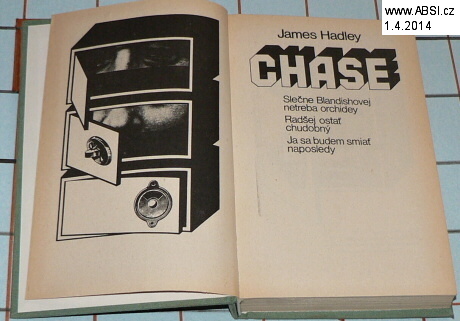 www.ABSI.cz
1.4.2014
James Hadley
CHASE
Slečne Blandishovej
netreba orchidey
Radšej ostať
chudobný
Ja sa budem smiať
naposledy